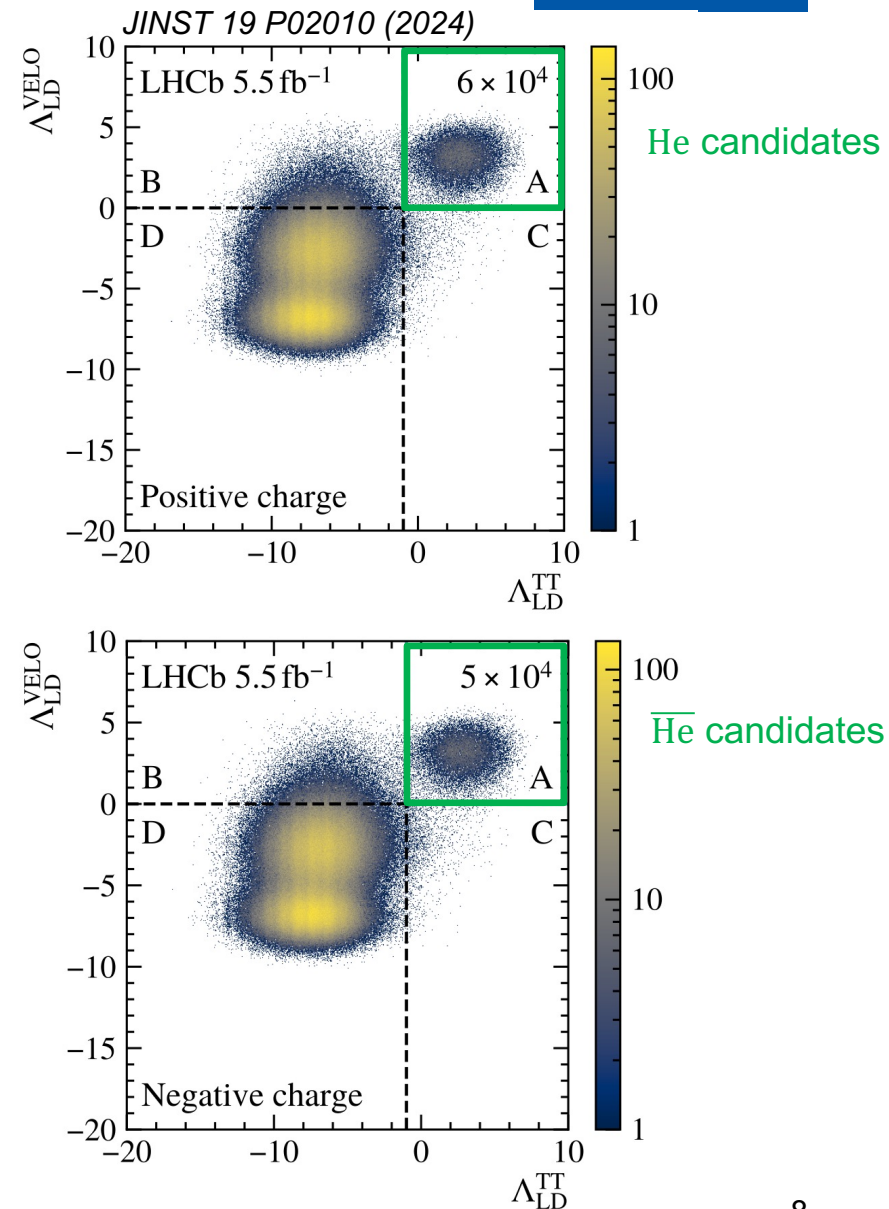 JINST 19 P02010 (2024)
10
5
0
−5
−10
−15
−20
Λ_LD^VELO
LHCb 5.5 fb⁻¹
6 × 10⁴
B
A
D
C
Positive charge
−20
−10
0
10
Λ_LD^TT
100
10
1
He candidates
10
5
0
−5
−10
−15
−20
Λ_LD^VELO
LHCb 5.5 fb⁻¹
5 × 10⁴
B
A
D
C
Negative charge
−20
−10
0
10
Λ_LD^TT
100
10
1
H̅e̅ candidates